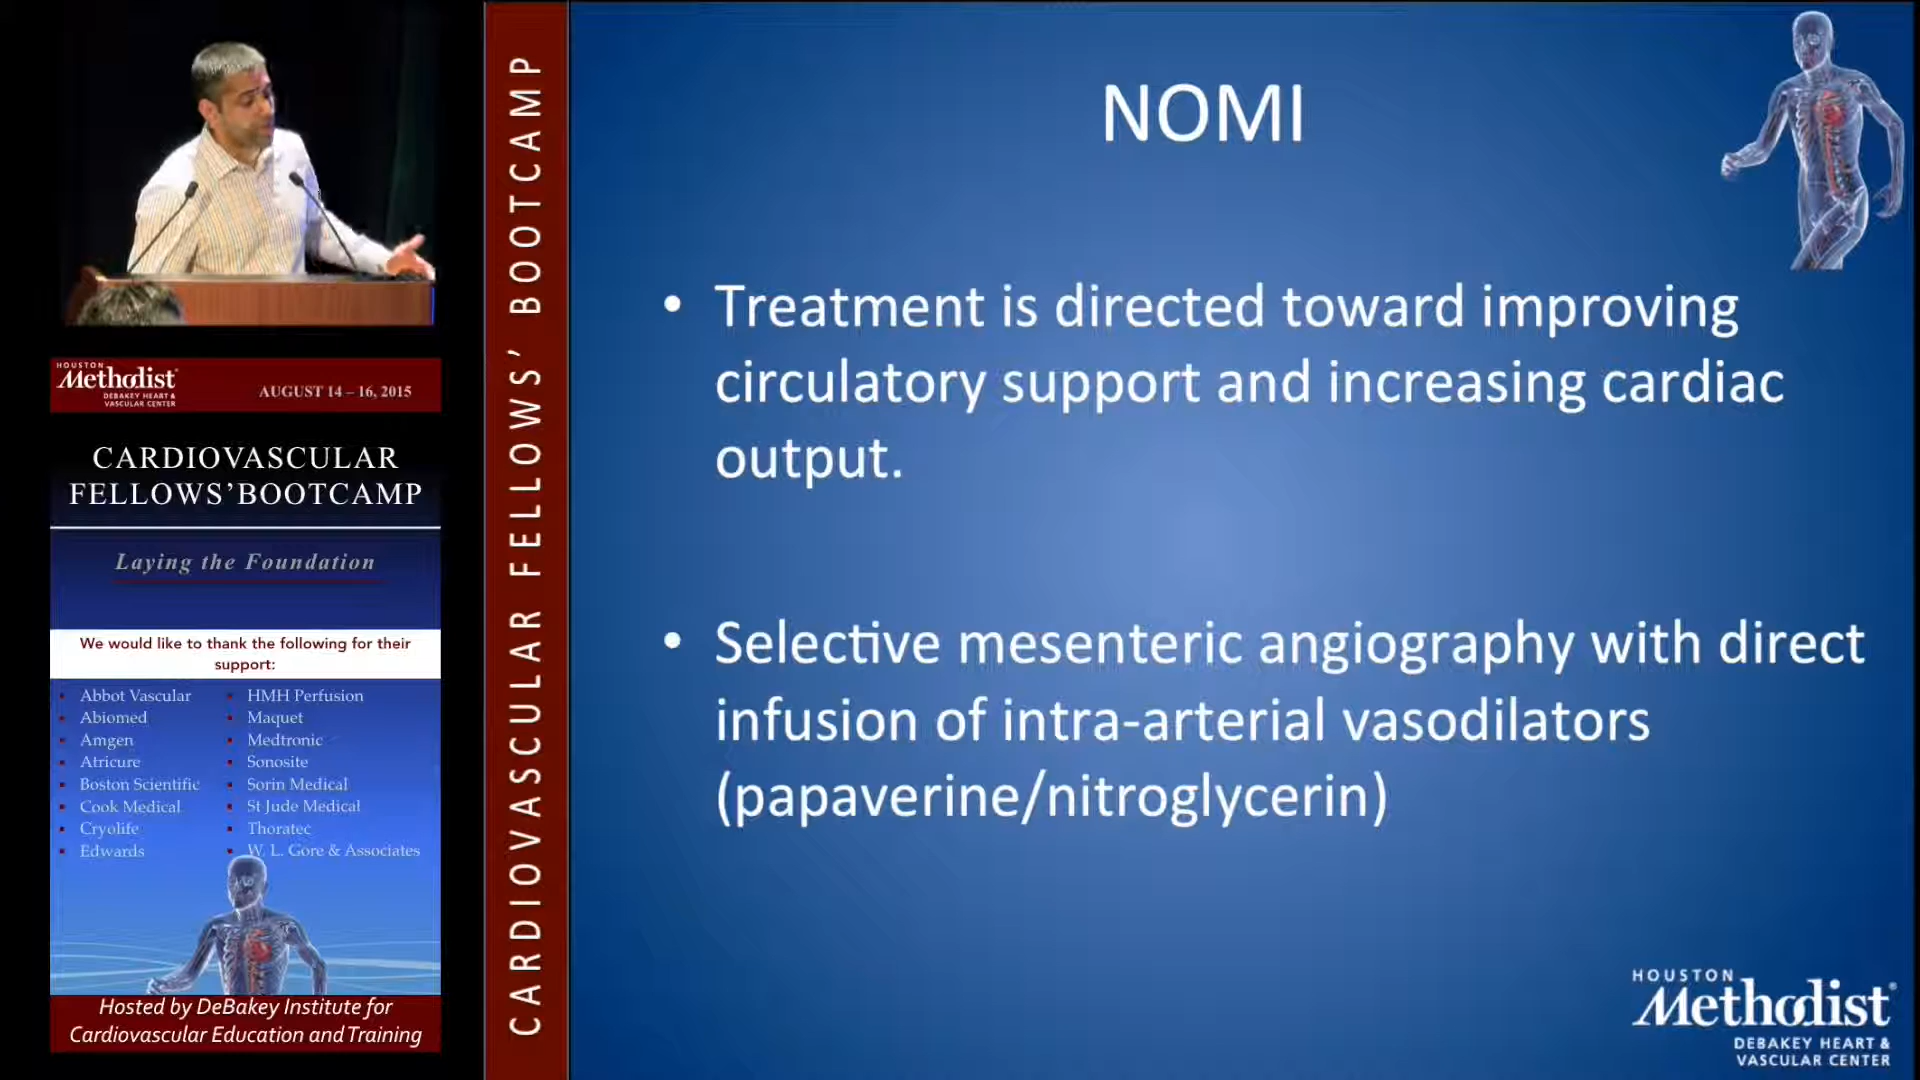 HOUSTON
Methodist
DEBAKEY HEART &
VASCULAR CENTER
AUGUST 14 – 16, 2015
CARDIOVASCULAR
FELLOWS’BOOTCAMP
Laying the Foundation
We would like to thank the following for their
support:
Abbot Vascular
Abiomed
Amgen
Atricure
Boston Scientific
Cook Medical
Cryolife
Edwards
HMH Perfusion
Maquet
Medtronic
Sonosite
Sorin Medical
St Jude Medical
Thoratec
W. L. Gore & Associates
Hosted by DeBakey Institute for
Cardiovascular Education and Training
CARDIOVASCULAR FELLOWS’ BOOTCAMP
NOMI
• Treatment is directed toward improving
circulatory support and increasing cardiac
output.
• Selective mesenteric angiography with direct
infusion of intra-arterial vasodilators
(papaverine/nitroglycerin)
HOUSTON
Methodist®
DEBAKEY HEART &
VASCULAR CENTER